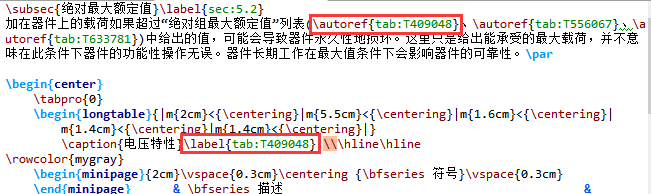 \subsec{绝对最大额定值}\label{sec:5.2}
加在器件上的载荷如果超过“绝对组最大额定值”列表(\autoref{tab:T409048}、\autoref{tab:T556067}、\a
utoref{tab:T633781})中给出的值，可能会导致器件永久性地损坏。这里只是给出能承受的最大载荷，并不意
味在此条件下器件的功能性操作无误。器件长期工作在最大值条件下会影响器件的可靠性。\par
\begin{center}
\tabpro{0}
\begin{longtable}{|m{2cm}<{\centering}|m{5.5cm}<{\centering}|m{1.6cm}<{\centering}|
m{1.4cm}<{\centering}|m{1.4cm}<{\centering}|}
\caption{电压特性}\label{tab:T409048} \\\hline\hline
\rowcolor{mygray}
\begin{minipage}{2cm}\vspace{0.3cm}\centering {\bfseries 符号}\vspace{0.3cm}
\end{minipage} & \bfseries 描述 &